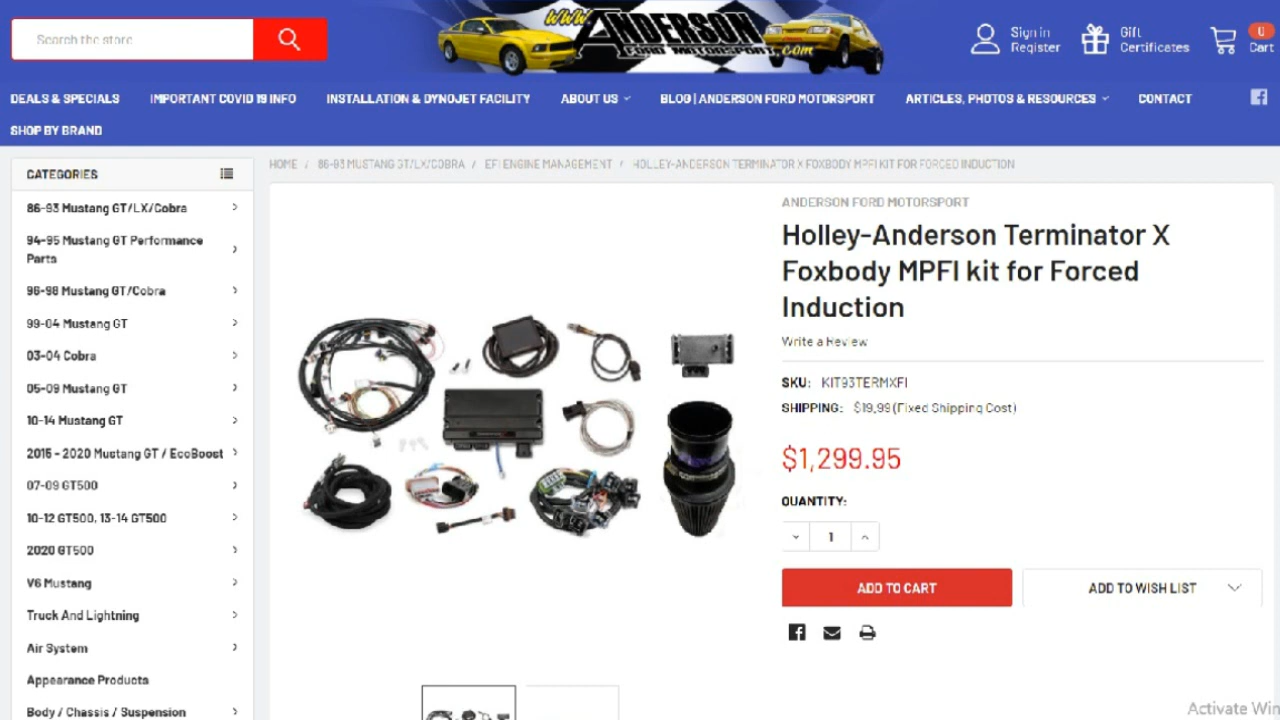 Search the store
www.
ANDERSON
FORD MOTORSPORT
.COM
Sign in
Register
Gift
Certificates
0
Cart
DEALS & SPECIALS
IMPORTANT COVID 19 INFO
INSTALLATION & DYNOJET FACILITY
ABOUT US
BLOG | ANDERSON FORD MOTORSPORT
ARTICLES, PHOTOS & RESOURCES
CONTACT
SHOP BY BRAND
CATEGORIES
86-93 Mustang GT/LX/Cobra
94-95 Mustang GT Performance
Parts
96-98 Mustang GT/Cobra
99-04 Mustang GT
03-04 Cobra
05-09 Mustang GT
10-14 Mustang GT
2015 - 2020 Mustang GT / EcoBoost
07-09 GT500
10-12 GT500, 13-14 GT500
2020 GT500
V6 Mustang
Truck And Lightning
Air System
Appearance Products
Body / Chassis / Suspension
HOME / 86-93 MUSTANG GT/LX/COBRA / EFI ENGINE MANAGEMENT / HOLLEY-ANDERSON TERMINATOR X FOXBODY MPFI KIT FOR FORCED INDUCTION
ANDERSON FORD MOTORSPORT
Holley-Anderson Terminator X
Foxbody MPFI kit for Forced
Induction
Write a Review
SKU: KIT93TERMXFI
SHIPPING: $19.99 (Fixed Shipping Cost)
$1,299.95
QUANTITY:
1
ADD TO CART
ADD TO WISH LIST
Activate Win